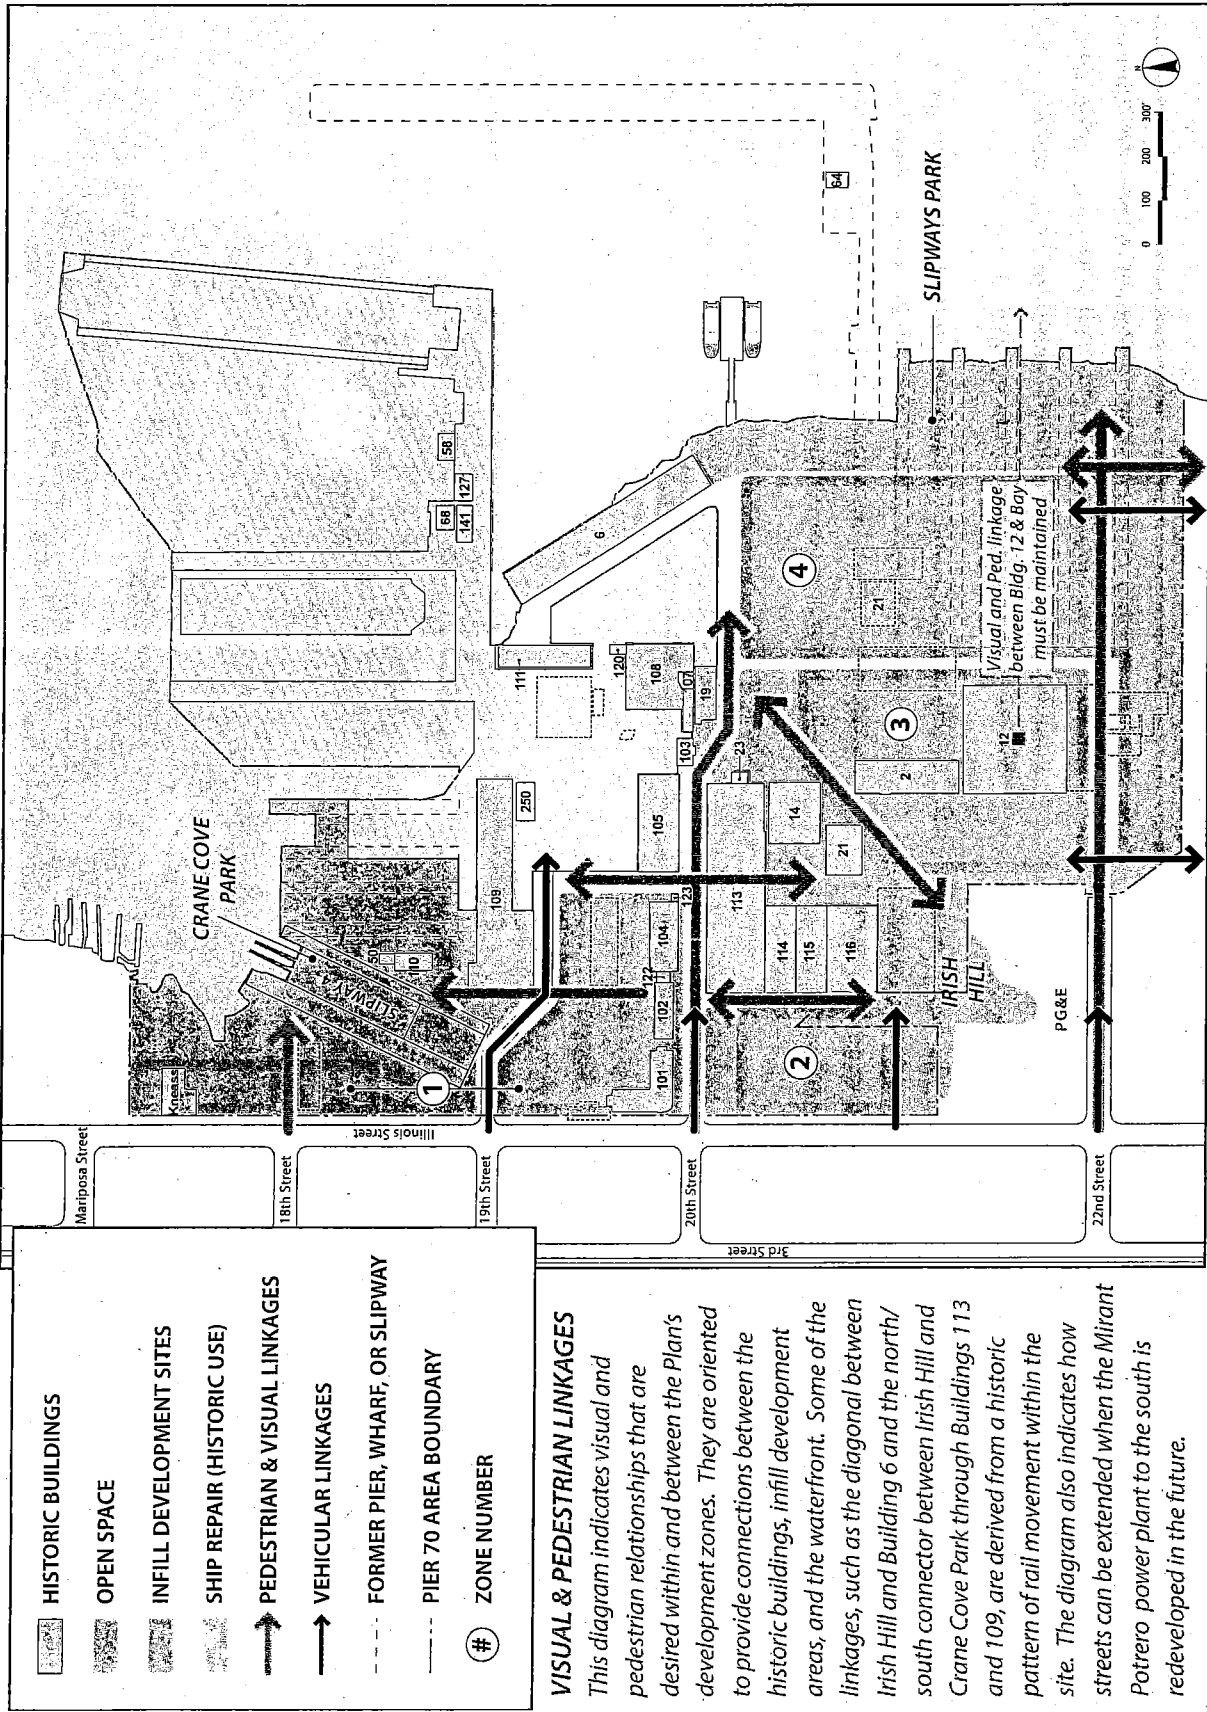 HISTORIC BUILDINGS
OPEN SPACE
INFILL DEVELOPMENT SITES
SHIP REPAIR (HISTORIC USE)
PEDESTRIAN & VISUAL LINKAGES
VEHICULAR LINKAGES
FORMER PIER, WHARF, OR SLIPWAY
PIER 70 AREA BOUNDARY
# ZONE NUMBER
VISUAL & PEDESTRIAN LINKAGES
This diagram indicates visual and
pedestrian relationships that are
desired within and between the Plan's
development zones. They are oriented
to provide connections between the
historic buildings, infill development
areas, and the waterfront. Some of the
linkages, such as the diagonal between
Irish Hill and Building 6 and the north/
south connector between Irish Hill and
Crane Cove Park through Buildings 113
and 109, are derived from a historic
pattern of rail movement within the
site. The diagram also indicates how
streets can be extended when the Mirant
Potrero power plant to the south is
redeveloped in the future.
Mariposa Street
18th Street
19th Street
20th Street
22nd Street
3rd Street
Illinois Street
Kneass
CRANE COVE
PARK
SLIPWAY 4
50
110
1
109
250
101
102
122
104
123
105
103
107
19
108
120
111
6
68
141
127
58
64
2
113
114
115
116
14
21
23
IRISH
HILL
PG&E
3
2
12
4
21
Visual and Ped. linkage
between Bldg. 12 & Bay
must be maintained
SLIPWAYS PARK
0 100 200 300'
N